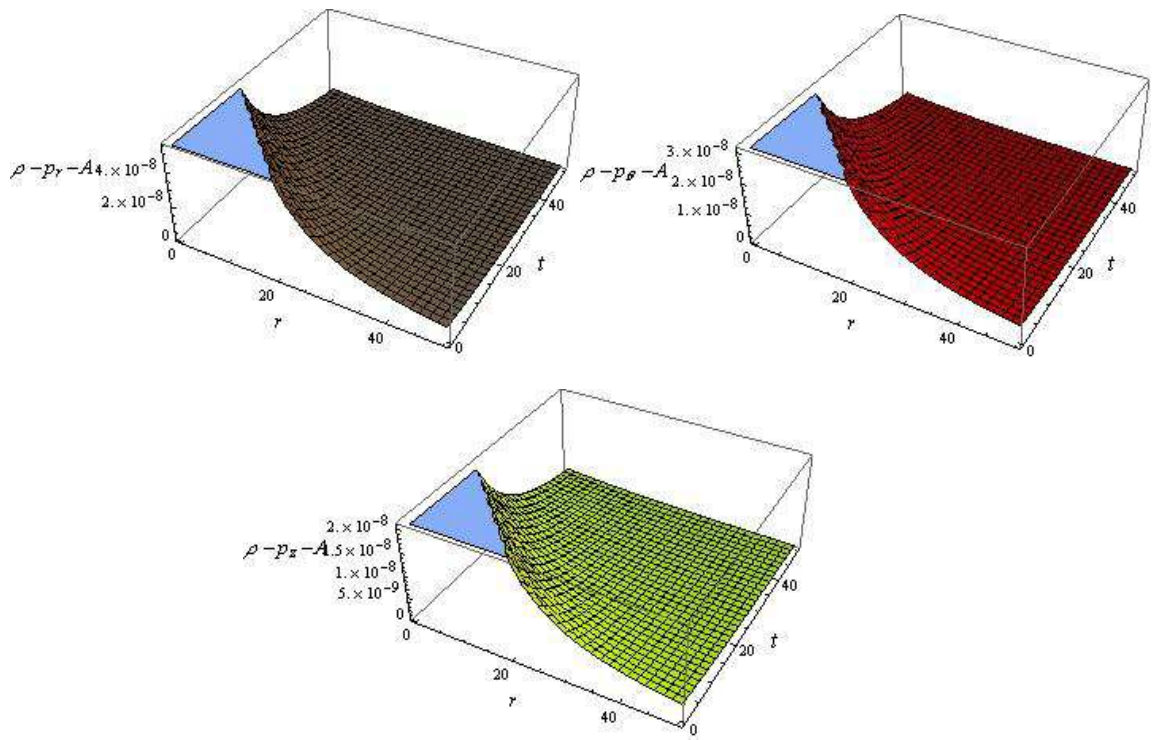 ρ − p_r − A
4. × 10⁻⁸
2. × 10⁻⁸
0
0
20
40
r
0
20
40
t
ρ − p_θ − A
3. × 10⁻⁸
2. × 10⁻⁸
1. × 10⁻⁸
0
0
20
40
r
0
20
40
t
ρ − p_z − A
2. × 10⁻⁸
1.5 × 10⁻⁸
1. × 10⁻⁸
5. × 10⁻⁹
0
0
20
40
r
0
20
40
t